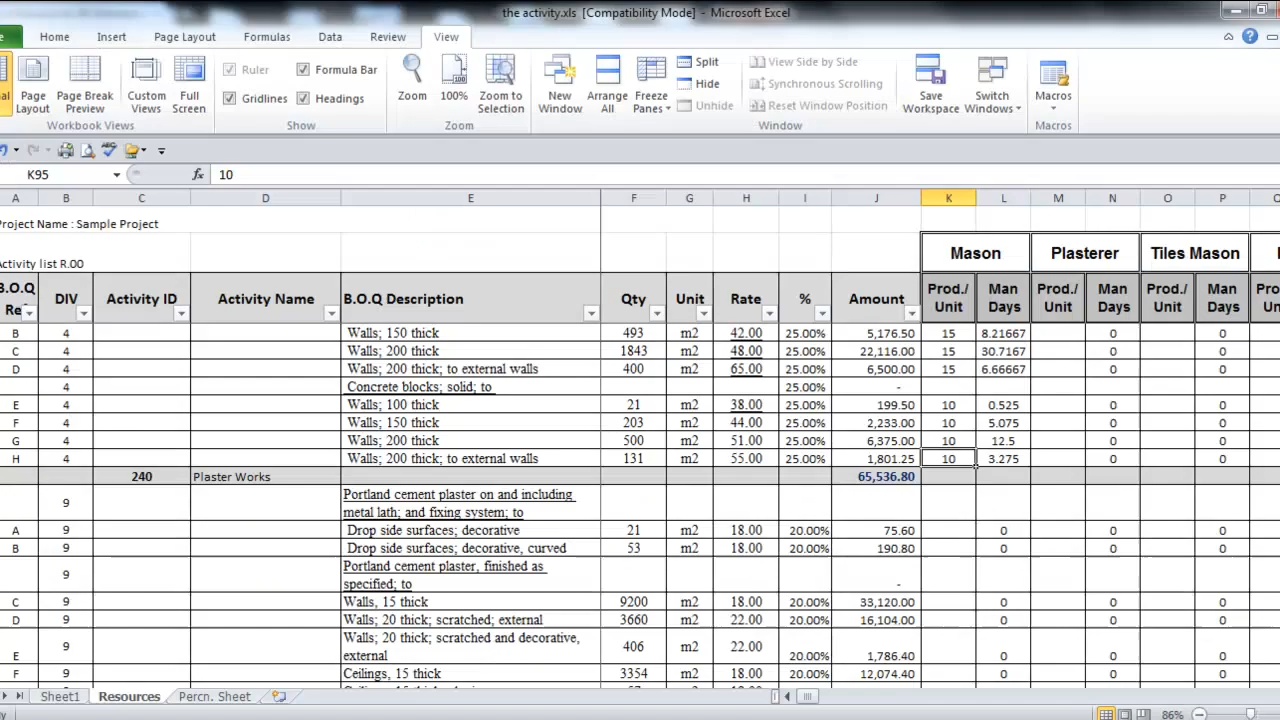 the activity.xls [Compatibility Mode] - Microsoft Excel
Home Insert Page Layout Formulas Data Review View
Ruler Formula Bar
Gridlines Headings
Page Layout Page Break Preview Custom Views Full Screen
Zoom 100% Zoom to Selection
New Window Arrange All Freeze Panes
Split
Hide
Unhide
View Side by Side
Synchronous Scrolling
Reset Window Position
Save Workspace Switch Windows Macros
Workbook Views Show Zoom Window Macros
K95 fx 10
A B C D E F G H I J K L M N O P
Project Name : Sample Project
Activity list R.00
Mason Plasterer Tiles Mason
B.O.Q DIV Activity ID Activity Name B.O.Q Description Qty Unit Rate % Amount Prod./ Unit Man Days Prod./ Unit Man Days Prod./ Unit Man Days
B 4 Walls; 150 thick 493 m2 42.00 25.00% 5,176.50 15 8.21667 0 0
C 4 Walls; 200 thick 1843 m2 48.00 25.00% 22,116.00 15 30.7167 0 0
D 4 Walls; 200 thick; to external walls 400 m2 65.00 25.00% 6,500.00 15 6.66667 0 0
4 Concrete blocks; solid; to 25.00% -
E 4 Walls; 100 thick 21 m2 38.00 25.00% 199.50 10 0.525 0 0
F 4 Walls; 150 thick 203 m2 44.00 25.00% 2,233.00 10 5.075 0 0
G 4 Walls; 200 thick 500 m2 51.00 25.00% 6,375.00 10 12.5 0 0
H 4 Walls; 200 thick; to external walls 131 m2 55.00 25.00% 1,801.25 10 3.275 0 0
240 Plaster Works 65,536.80
9 Portland cement plaster on and including
metal lath; and fixing system; to
A 9 Drop side surfaces; decorative 21 m2 18.00 20.00% 75.60 0 0 0
B 9 Drop side surfaces; decorative, curved 53 m2 18.00 20.00% 190.80 0 0 0
9 Portland cement plaster, finished as
specified; to -
C 9 Walls, 15 thick 9200 m2 18.00 20.00% 33,120.00 0 0 0
D 9 Walls; 20 thick; scratched; external 3660 m2 22.00 20.00% 16,104.00 0 0 0
9 Walls; 20 thick; scratched and decorative, 406 m2 22.00
E external 20.00% 1,786.40 0 0 0
F 9 Ceilings, 15 thick 3354 m2 18.00 20.00% 12,074.40 0 0 0
Sheet1 Resources Percn. Sheet
86%